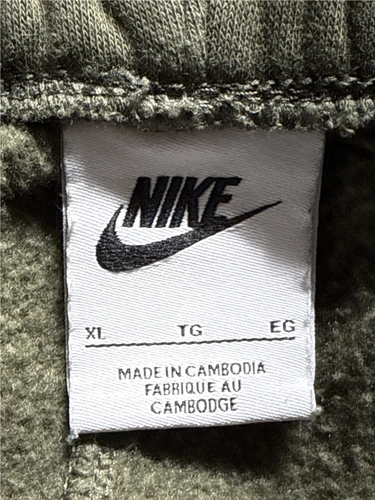 NIKE
XL TG EG
MADE IN CAMBODIA
FABRIQUE AU
CAMBODGE